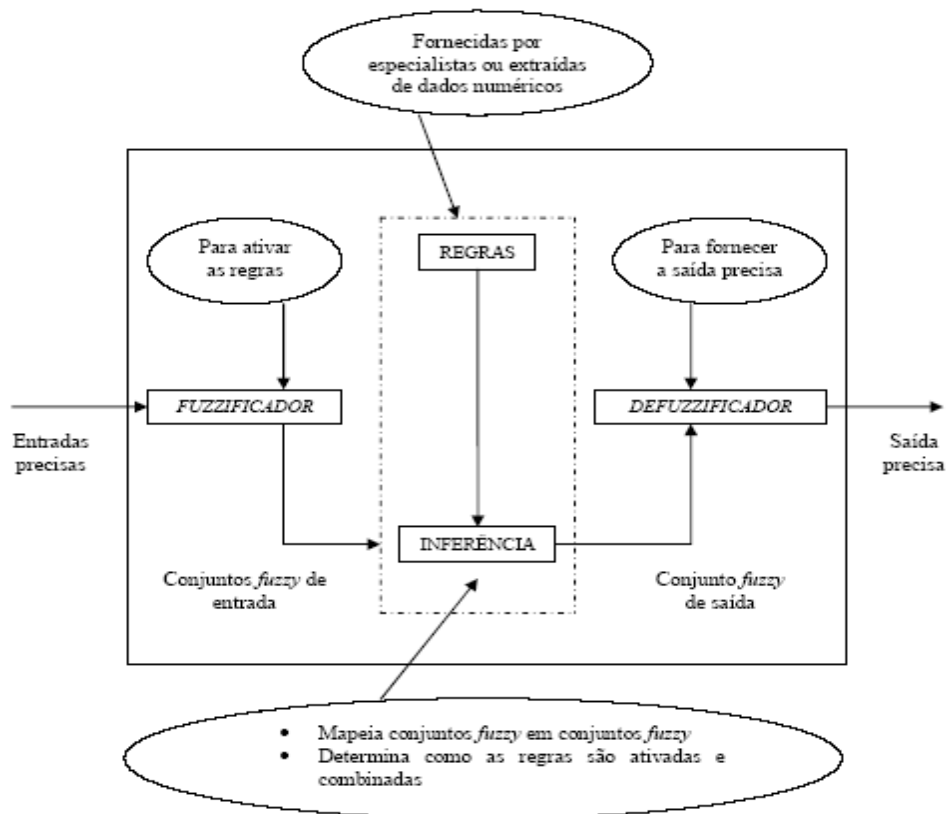 Fornecidas por
especialistas ou extraídas
de dados numéricos
Para ativar
as regras
REGRAS
Para fornecer
a saída precisa
FUZZIFICADOR
DEFUZZIFICADOR
Entradas
precisas
Saída
precisa
INFERÊNCIA
Conjuntos fuzzy de
entrada
Conjunto fuzzy
de saída
• Mapeia conjuntos fuzzy em conjuntos fuzzy
• Determina como as regras são ativadas e
combinadas